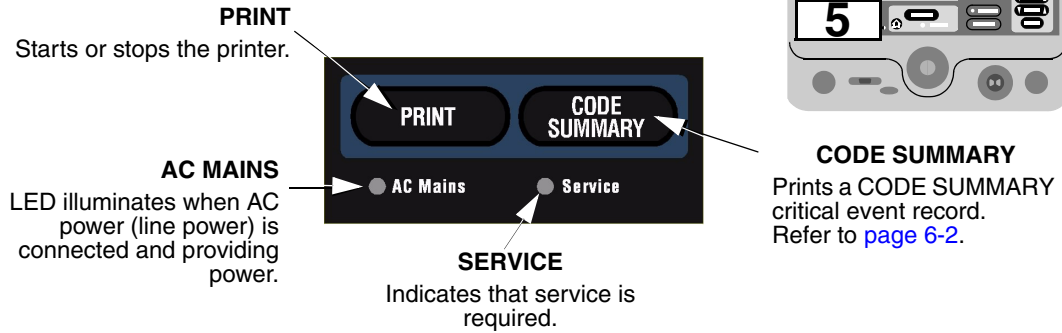 PRINT
Starts or stops the printer.
5
PRINT
CODE
SUMMARY
AC Mains
Service
AC MAINS
LED illuminates when AC
power (line power) is
connected and providing
power.
SERVICE
Indicates that service is
required.
CODE SUMMARY
Prints a CODE SUMMARY
critical event record.
Refer to page 6-2.